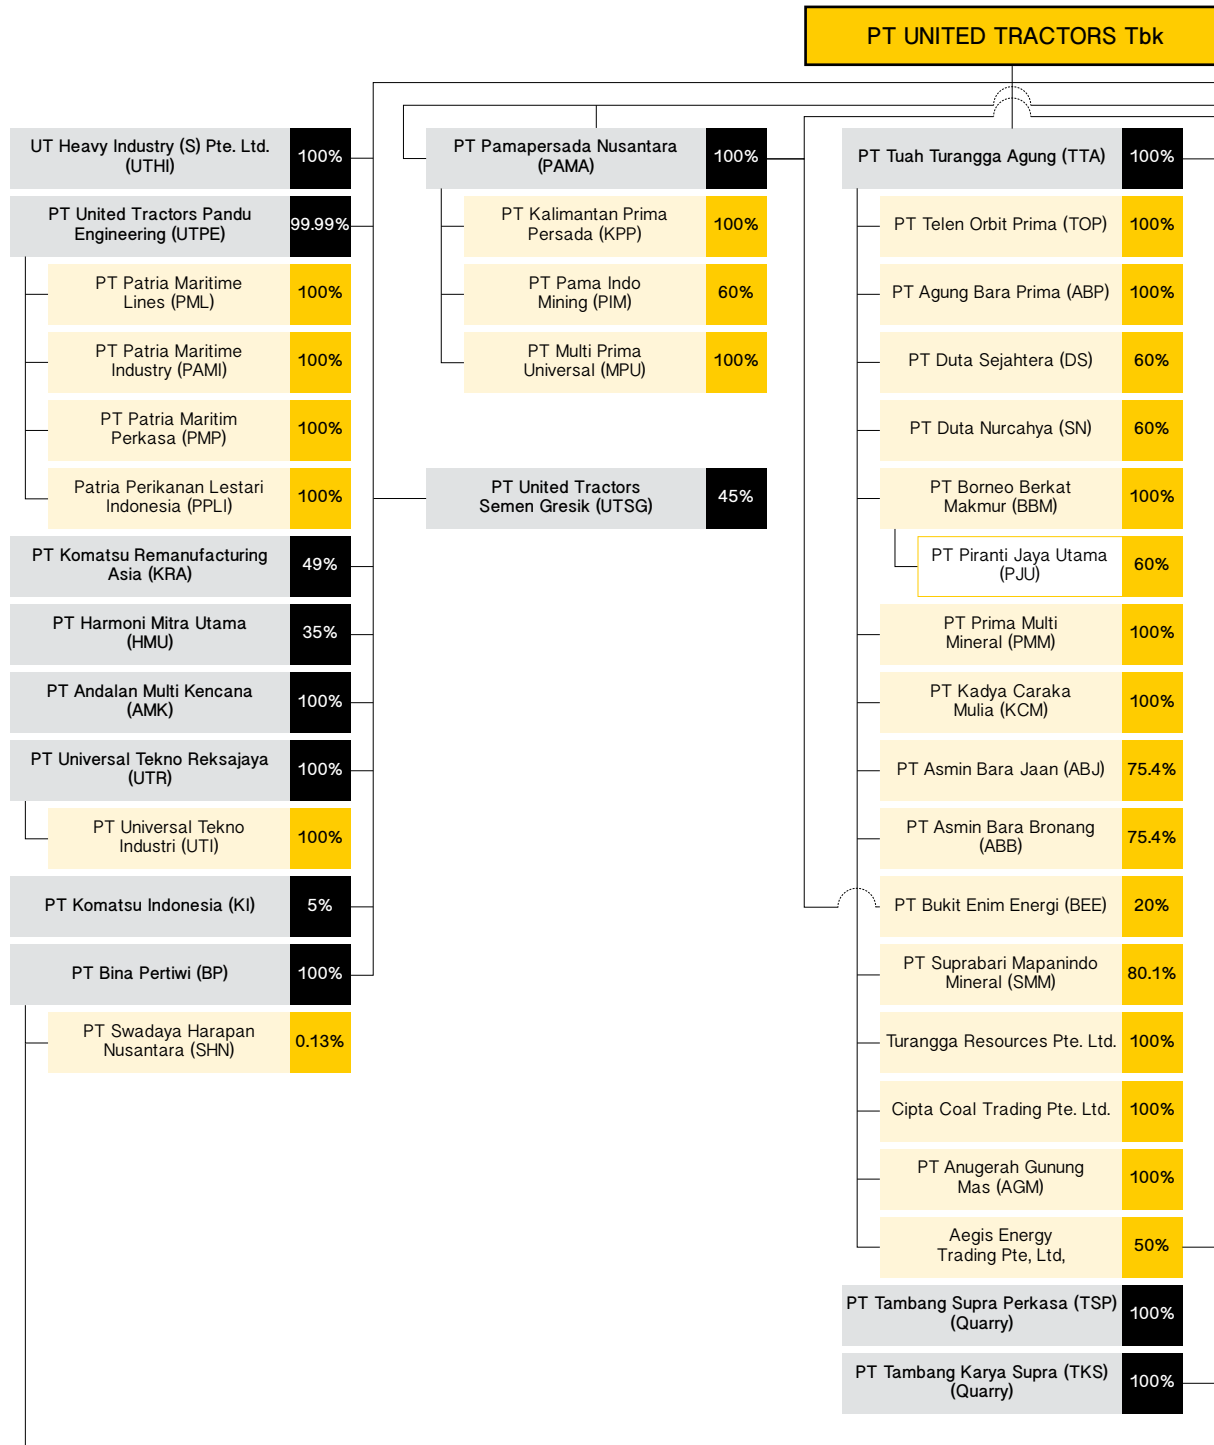 PT UNITED TRACTORS Tbk
UT Heavy Industry (S) Pte. Ltd.
(UTHI)
100%
PT United Tractors Pandu
Engineering (UTPE)
99.99%
PT Patria Maritime
Lines (PML)
100%
PT Patria Maritime
Industry (PAMI)
100%
PT Patria Maritim
Perkasa (PMP)
100%
Patria Perikanan Lestari
Indonesia (PPLI)
100%
PT Komatsu Remanufacturing
Asia (KRA)
49%
PT Harmoni Mitra Utama
(HMU)
35%
PT Andalan Multi Kencana
(AMK)
100%
PT Universal Tekno Reksajaya
(UTR)
100%
PT Universal Tekno
Industri (UTI)
100%
PT Komatsu Indonesia (KI)
5%
PT Bina Pertiwi (BP)
100%
PT Swadaya Harapan
Nusantara (SHN)
0.13%
PT Pamapersada Nusantara
(PAMA)
100%
PT Kalimantan Prima
Persada (KPP)
100%
PT Pama Indo
Mining (PIM)
60%
PT Multi Prima
Universal (MPU)
100%
PT United Tractors
Semen Gresik (UTSG)
45%
PT Tuah Turangga Agung (TTA)
100%
PT Telen Orbit Prima (TOP)
100%
PT Agung Bara Prima (ABP)
100%
PT Duta Sejahtera (DS)
60%
PT Duta Nurcahya (SN)
60%
PT Borneo Berkat
Makmur (BBM)
100%
PT Piranti Jaya Utama
(PJU)
60%
PT Prima Multi
Mineral (PMM)
100%
PT Kadya Caraka
Mulia (KCM)
100%
PT Asmin Bara Jaan (ABJ)
75.4%
PT Asmin Bara Bronang
(ABB)
75.4%
PT Bukit Enim Energi (BEE)
20%
PT Suprabari Mapanindo
Mineral (SMM)
80.1%
Turangga Resources Pte. Ltd.
100%
Cipta Coal Trading Pte. Ltd.
100%
PT Anugerah Gunung
Mas (AGM)
100%
Aegis Energy
Trading Pte, Ltd,
50%
PT Tambang Supra Perkasa (TSP)
(Quarry)
100%
PT Tambang Karya Supra (TKS)
(Quarry)
100%